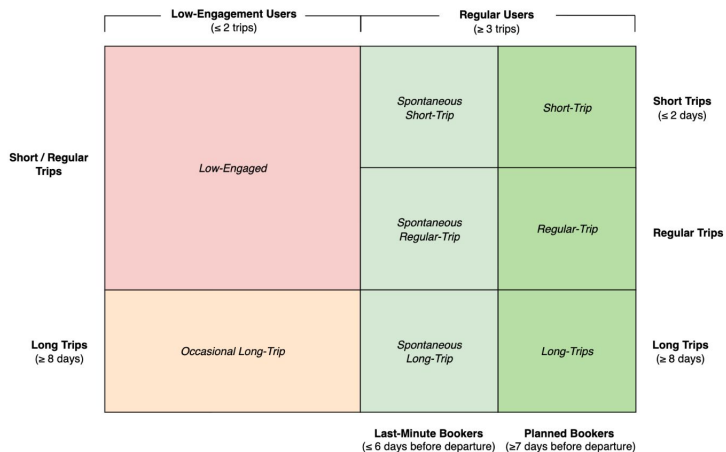 Low-Engagement Users
(≤ 2 trips)
Regular Users
(≥ 3 trips)
Spontaneous
Short-Trip
Short-Trip
Short Trips
(≤ 2 days)
Short / Regular
Trips
Low-Engaged
Spontaneous
Regular-Trip
Regular-Trip
Regular Trips
Long Trips
(≥ 8 days)
Occasional Long-Trip
Spontaneous
Long-Trip
Long-Trips
Long Trips
(≥ 8 days)
Last-Minute Bookers
(≤ 6 days before departure)
Planned Bookers
(≥7 days before departure)